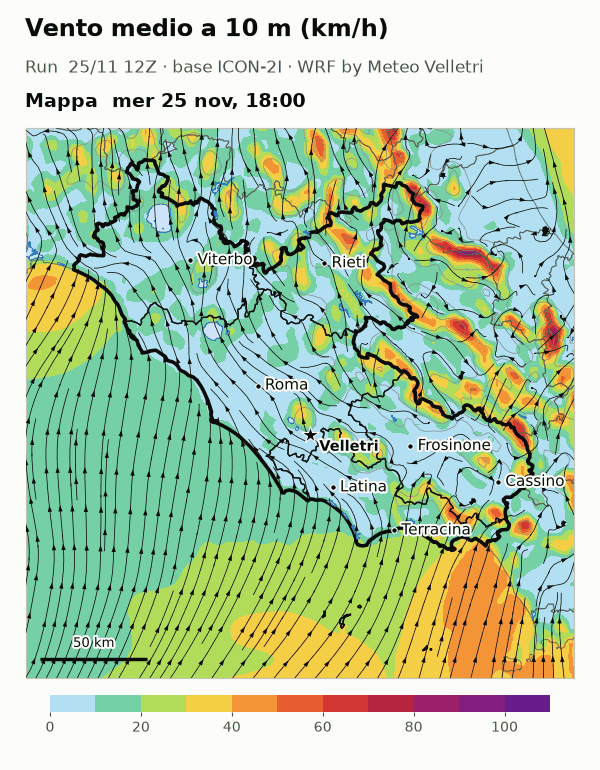 Vento medio a 10 m (km/h)
Run  25/11 12Z · base ICON-2I · WRF by Meteo Velletri
Mappa  mer 25 nov, 18:00
Viterbo
Rieti
Roma
Velletri
Frosinone
Latina
Cassino
Terracina
50 km
0 20 40 60 80 100